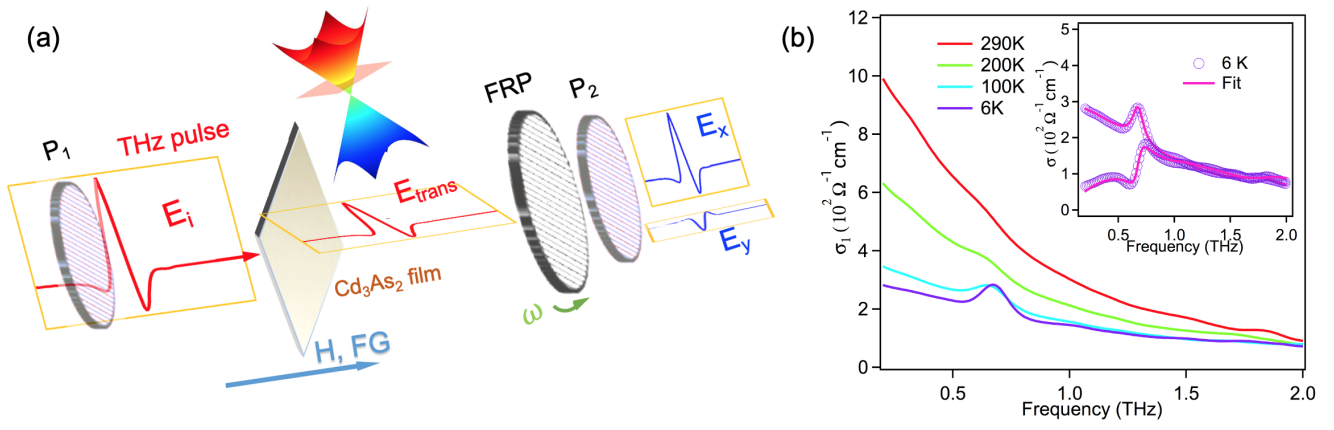 (a)
P₁
THz pulse
Eᵢ
E_trans
Cd₃As₂ film
H, FG
FRP
P₂
ω
Eₓ
E_y
(b)
12
10
8
6
4
2
0
σ₁ (10² Ω⁻¹ cm⁻¹)
290K
200K
100K
6K
0.5
1.0
1.5
2.0
Frequency (THz)
5
4
3
2
1
0
σ (10² Ω⁻¹ cm⁻¹)
6 K
Fit
0.5
1.0
1.5
2.0
Frequency (THz)